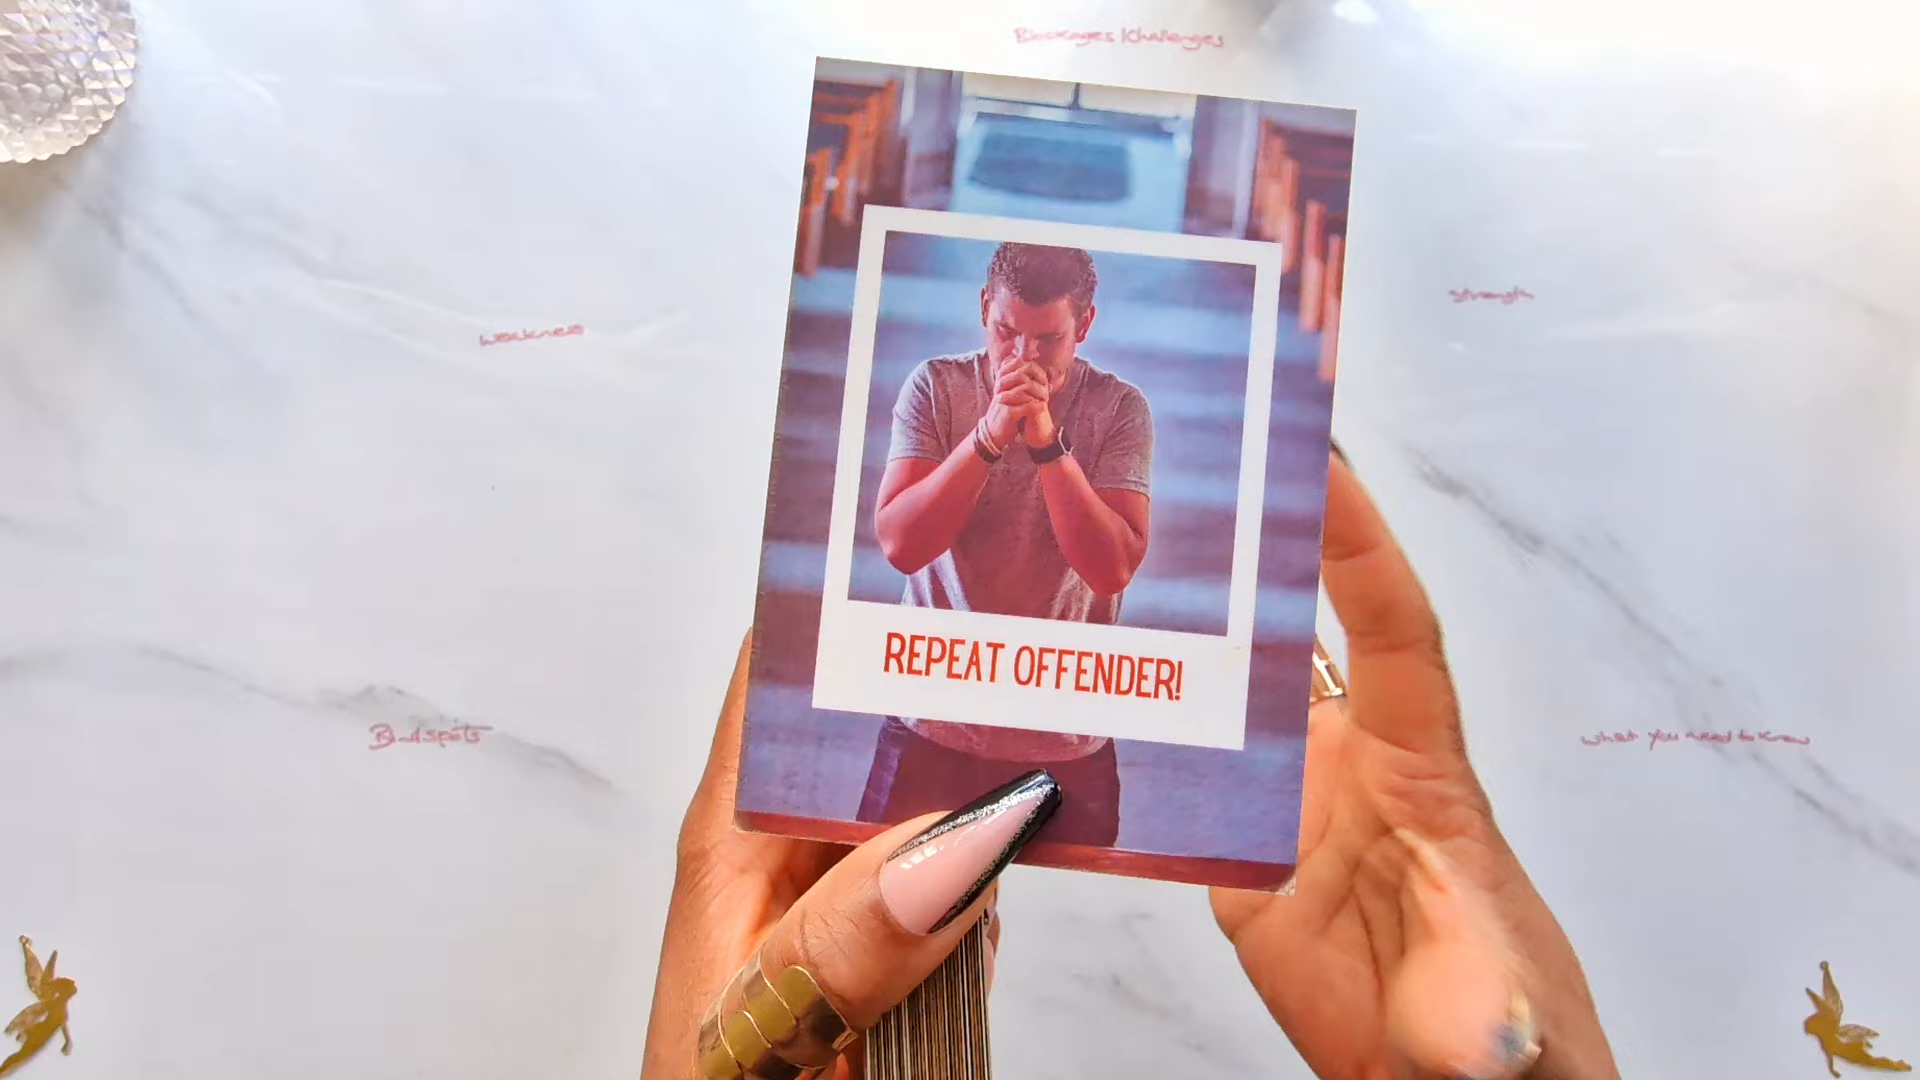 Blockages/Challenges
Strength
Weakness
REPEAT OFFENDER!
Blindspots
What you need to know